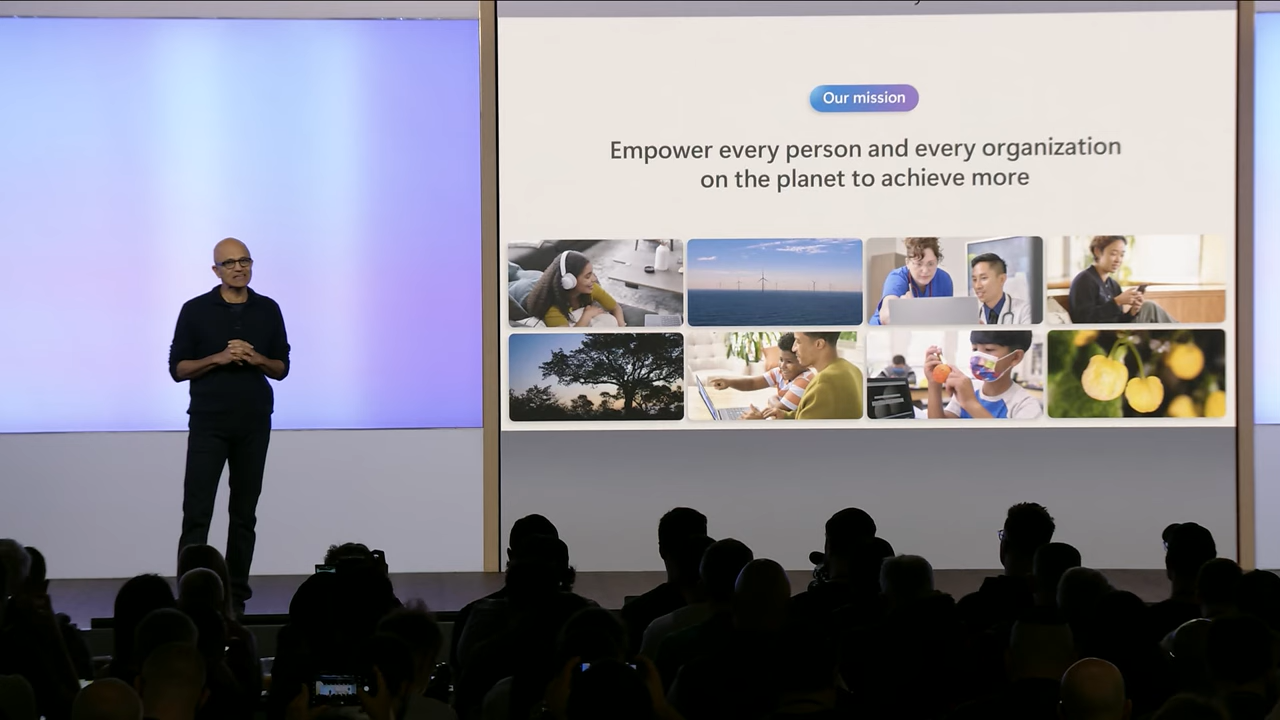 Our mission
Empower every person and every organization
on the planet to achieve more